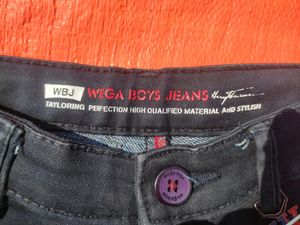 WBJ WEGA BOYS JEANS
TAYLORING PERFECTION HIGH QUALIFIED MATERIAL AND STYLISH